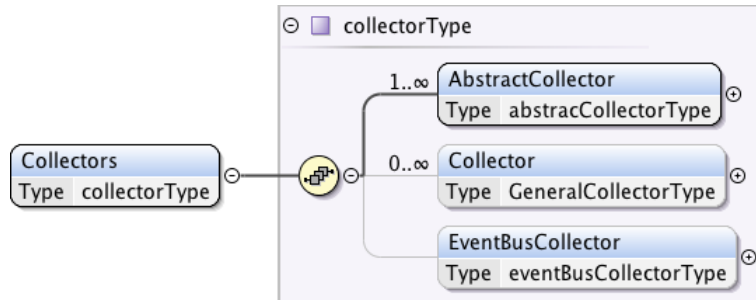 collectorType
1..∞
AbstractCollector
Type abstracCollectorType
Collectors
Type collectorType
0..∞
Collector
Type GeneralCollectorType
EventBusCollector
Type eventBusCollectorType